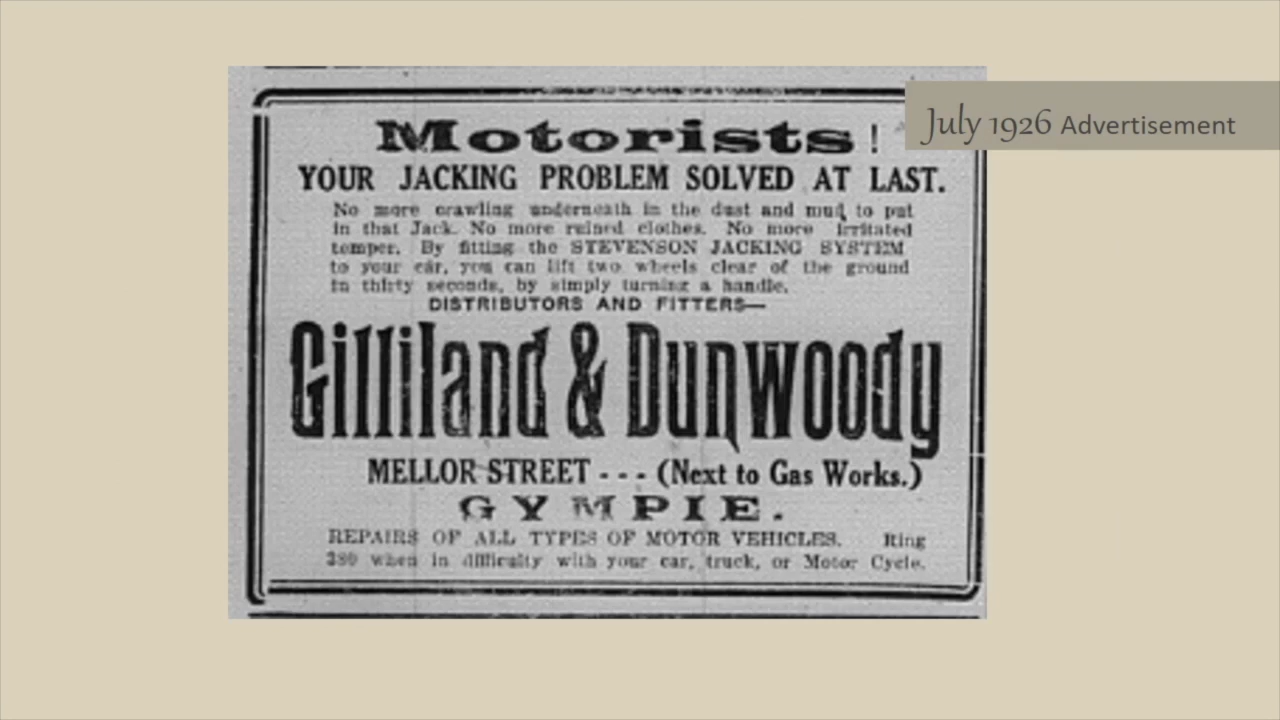 July 1926 Advertisement
Motorists!
YOUR JACKING PROBLEM SOLVED AT LAST.
No more crawling underneath in the dust and mud to put
in that Jack. No more ruined clothes. No more irritated
temper. By fitting the STEVENSON JACKING SYSTEM
to your car, you can lift two wheels clear of the ground
in thirty seconds, by simply turning a handle.
DISTRIBUTORS AND FITTERS—
Gilliland & Dunwoody
MELLOR STREET - - - (Next to Gas Works.)
GYMPIE.
REPAIRS OF ALL TYPES OF MOTOR VEHICLES. Ring
when in difficulty with your car, truck, or Motor Cycle.